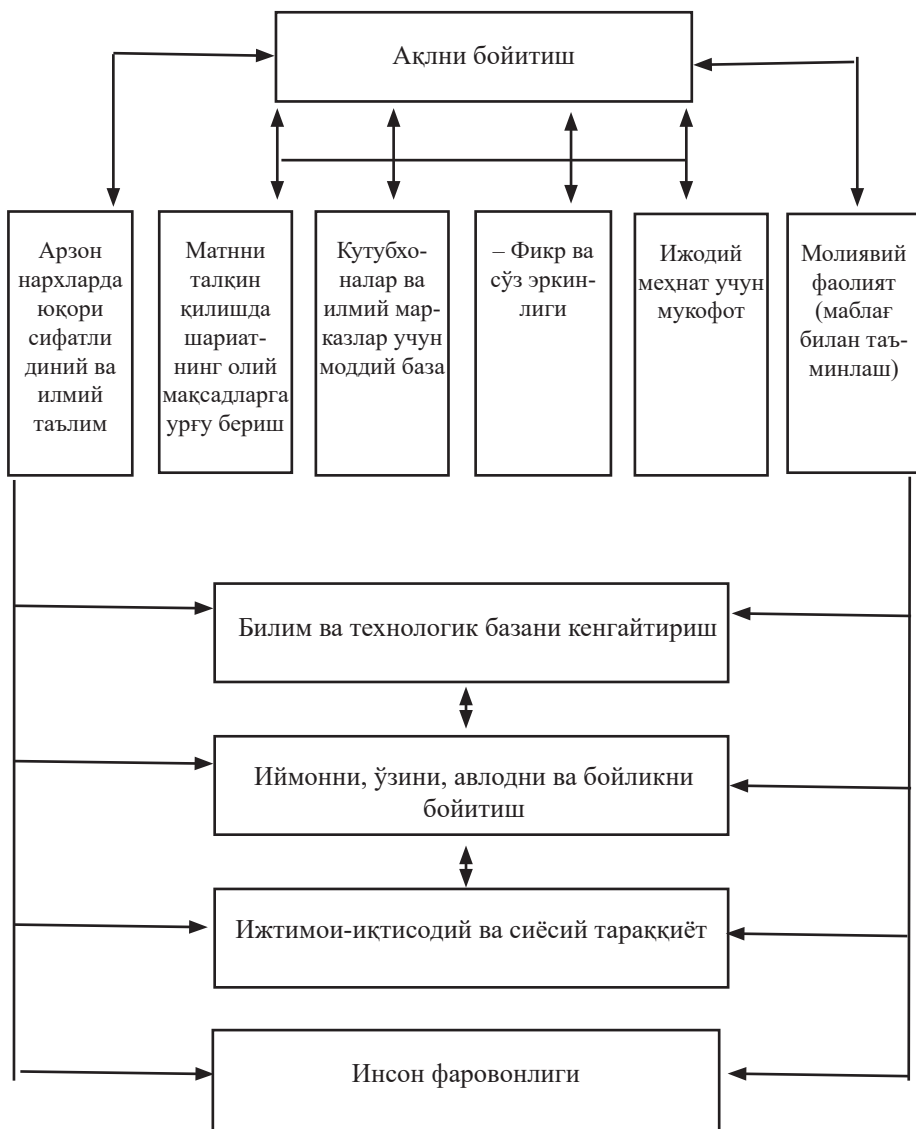 Ақлни бойитиш
Арзон
нархларда
юқори
сифатли
диний ва
илмий
таълим
Матнни
талқин
қилишда
шариат-
нинг олий
мақсадларга
урғу бериш
Кутубхо-
налар ва
илмий мар-
казлар учун
моддий база
– Фикр ва
сўз эркин-
лиги
Ижодий
меҳнат учун
мукофот
Молиявий
фаолият
(маблағ
билан таъ-
минлаш)
Билим ва технологик базани кенгайтириш
Иймонни, ўзини, авлодни ва бойликни
бойитиш
Ижтимои-иқтисодий ва сиёсий тараққиёт
Инсон фаровонлиги